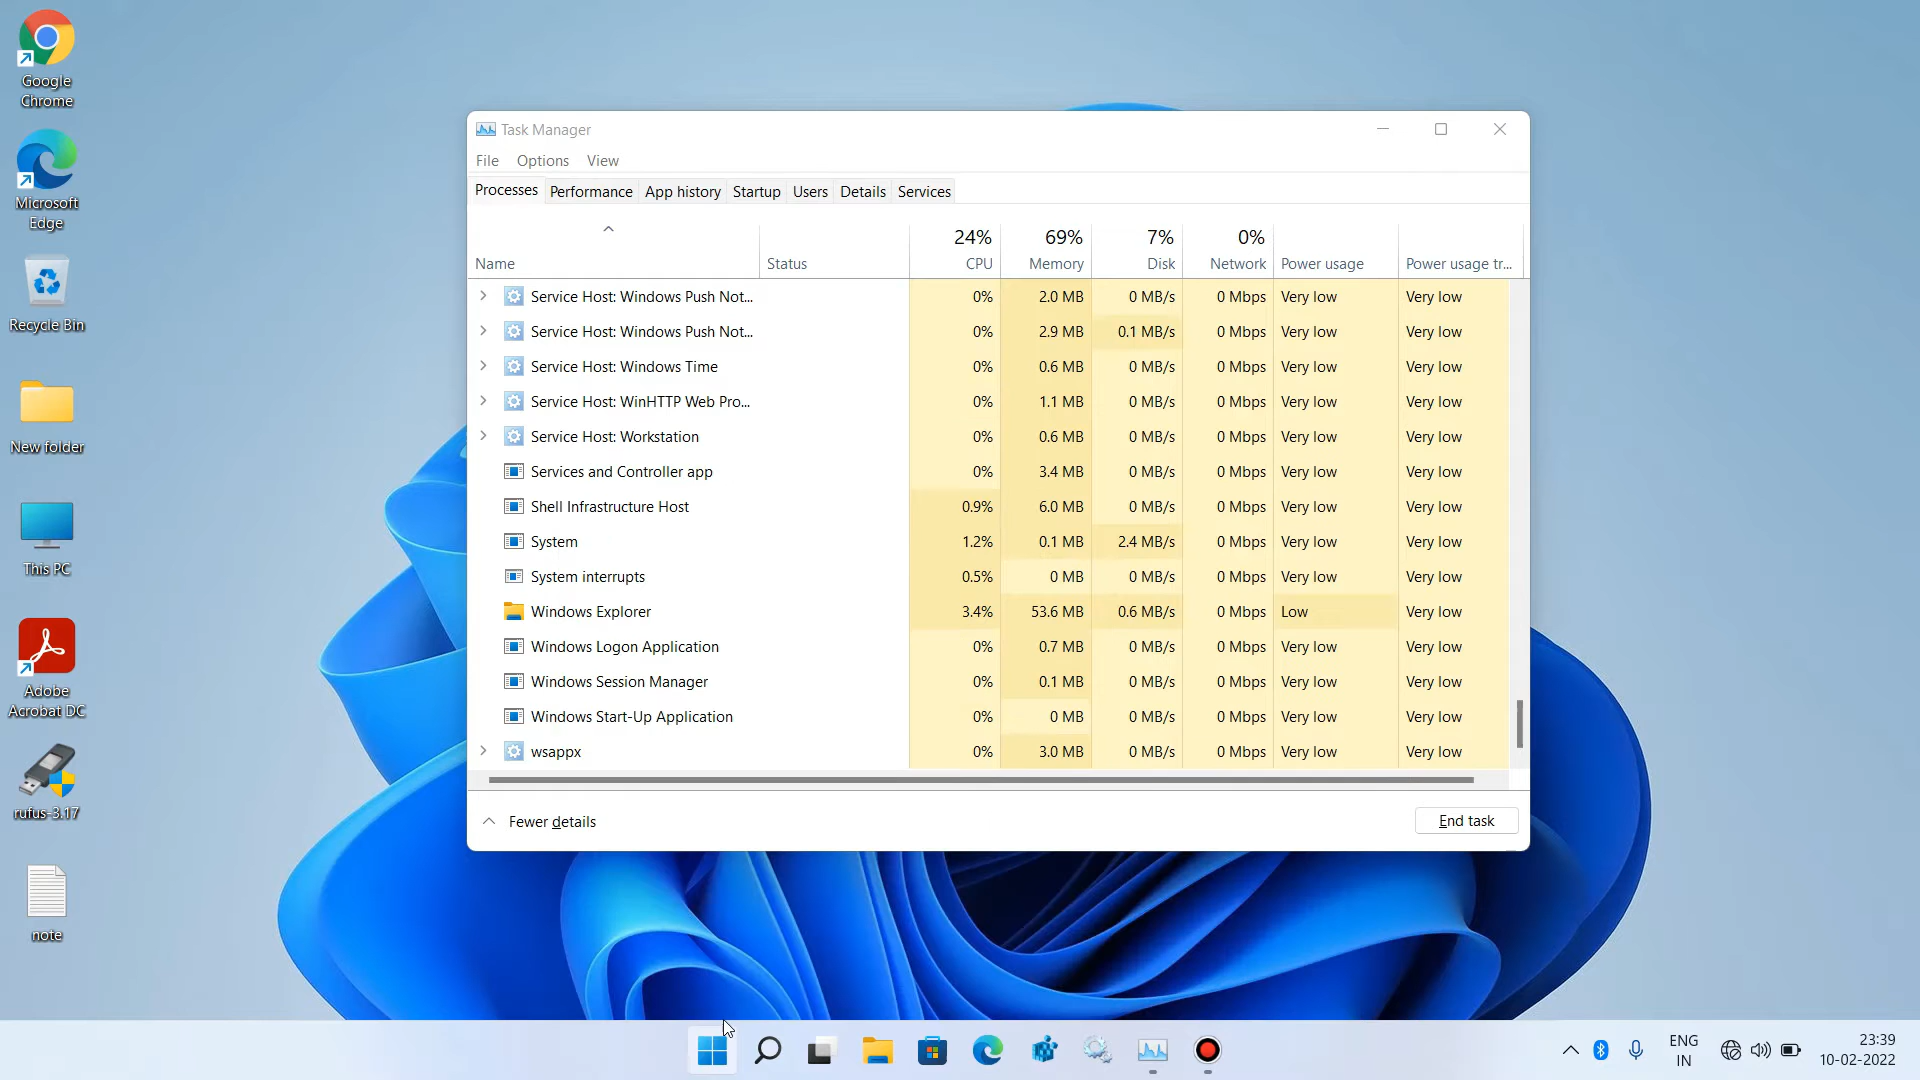 Google
Chrome
Microsoft
Edge
Recycle Bin
New folder
This PC
Adobe
Acrobat DC
rufus-3.17
note
Task Manager
File Options View
Processes Performance App history Startup Users Details Services
24% 69% 7% 0%
Name Status CPU Memory Disk Network Power usage Power usage tr...
Service Host: Windows Push Not... 0% 2.0 MB 0 MB/s 0 Mbps Very low Very low
Service Host: Windows Push Not... 0% 2.9 MB 0.1 MB/s 0 Mbps Very low Very low
Service Host: Windows Time 0% 0.6 MB 0 MB/s 0 Mbps Very low Very low
Service Host: WinHTTP Web Pro... 0% 1.1 MB 0 MB/s 0 Mbps Very low Very low
Service Host: Workstation 0% 0.6 MB 0 MB/s 0 Mbps Very low Very low
Services and Controller app 0% 3.4 MB 0 MB/s 0 Mbps Very low Very low
Shell Infrastructure Host 0.9% 6.0 MB 0 MB/s 0 Mbps Very low Very low
System 1.2% 0.1 MB 2.4 MB/s 0 Mbps Very low Very low
System interrupts 0.5% 0 MB 0 MB/s 0 Mbps Very low Very low
Windows Explorer 3.4% 53.6 MB 0.6 MB/s 0 Mbps Low Very low
Windows Logon Application 0% 0.7 MB 0 MB/s 0 Mbps Very low Very low
Windows Session Manager 0% 0.1 MB 0 MB/s 0 Mbps Very low Very low
Windows Start-Up Application 0% 0 MB 0 MB/s 0 Mbps Very low Very low
wsappx 0% 3.0 MB 0 MB/s 0 Mbps Very low Very low
Fewer details End task
ENG
IN
23:39
10-02-2022